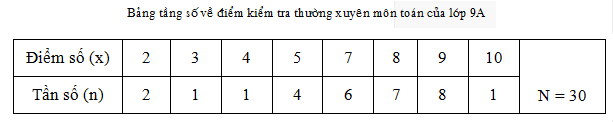 Bảng tầng số về điểm kiểm tra thường xuyên môn toán của lớp 9A
Điểm số (x) 2 3 4 5 7 8 9 10
Tần số (n) 2 1 1 4 6 7 8 1 N = 30